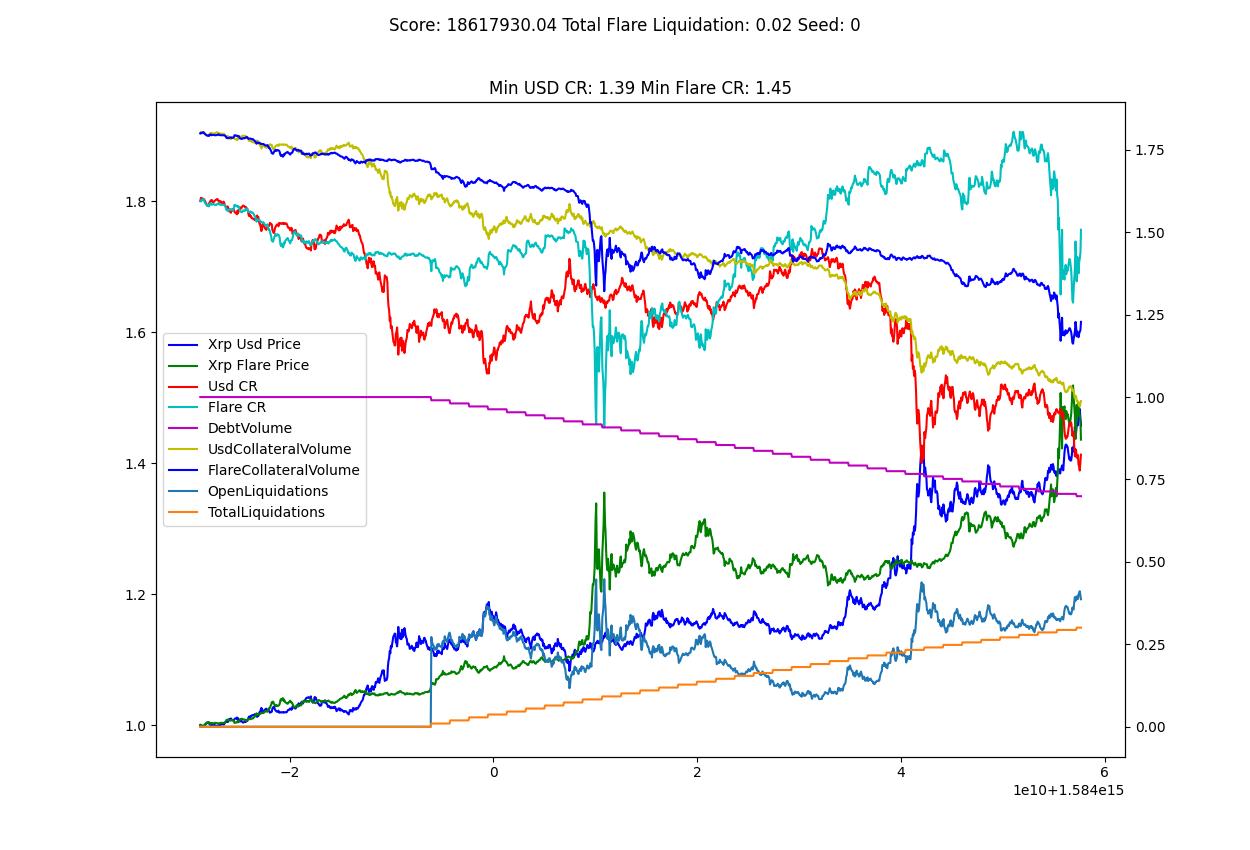 Score: 18617930.04 Total Flare Liquidation: 0.02 Seed: 0
Min USD CR: 1.39 Min Flare CR: 1.45
1.8
1.6
1.4
1.2
1.0
Xrp Usd Price
Xrp Flare Price
Usd CR
Flare CR
DebtVolume
UsdCollateralVolume
FlareCollateralVolume
OpenLiquidations
TotalLiquidations
1.75
1.50
1.25
1.00
0.75
0.50
0.25
0.00
−2 0 2 4 6
1e10+1.584e15